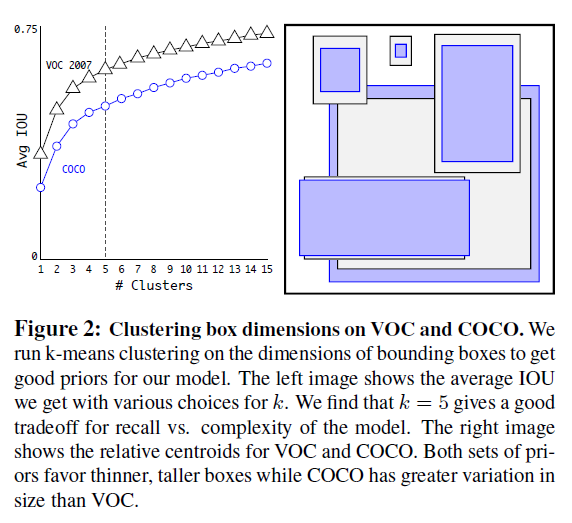 0.75
VOC 2007
Avg IOU
COCO
0
1 2 3 4 5 6 7 8 9 10 11 12 13 14 15
# Clusters
Figure 2: Clustering box dimensions on VOC and COCO. We
run k-means clustering on the dimensions of bounding boxes to get
good priors for our model. The left image shows the average IOU
we get with various choices for k. We find that k = 5 gives a good
tradeoff for recall vs. complexity of the model. The right image
shows the relative centroids for VOC and COCO. Both sets of pri-
ors favor thinner, taller boxes while COCO has greater variation in
size than VOC.